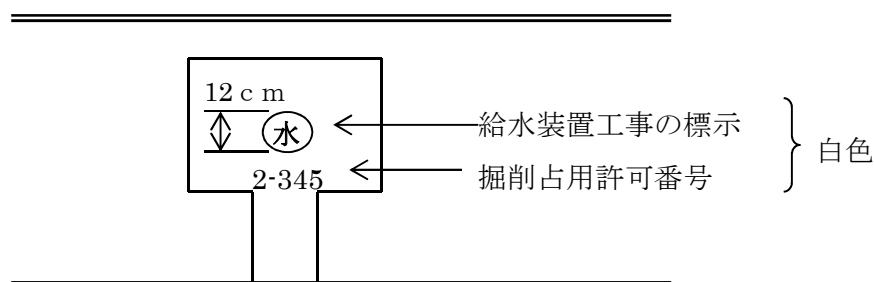 12ｃｍ
水
給水装置工事の標示
2-345
掘削占用許可番号
白色